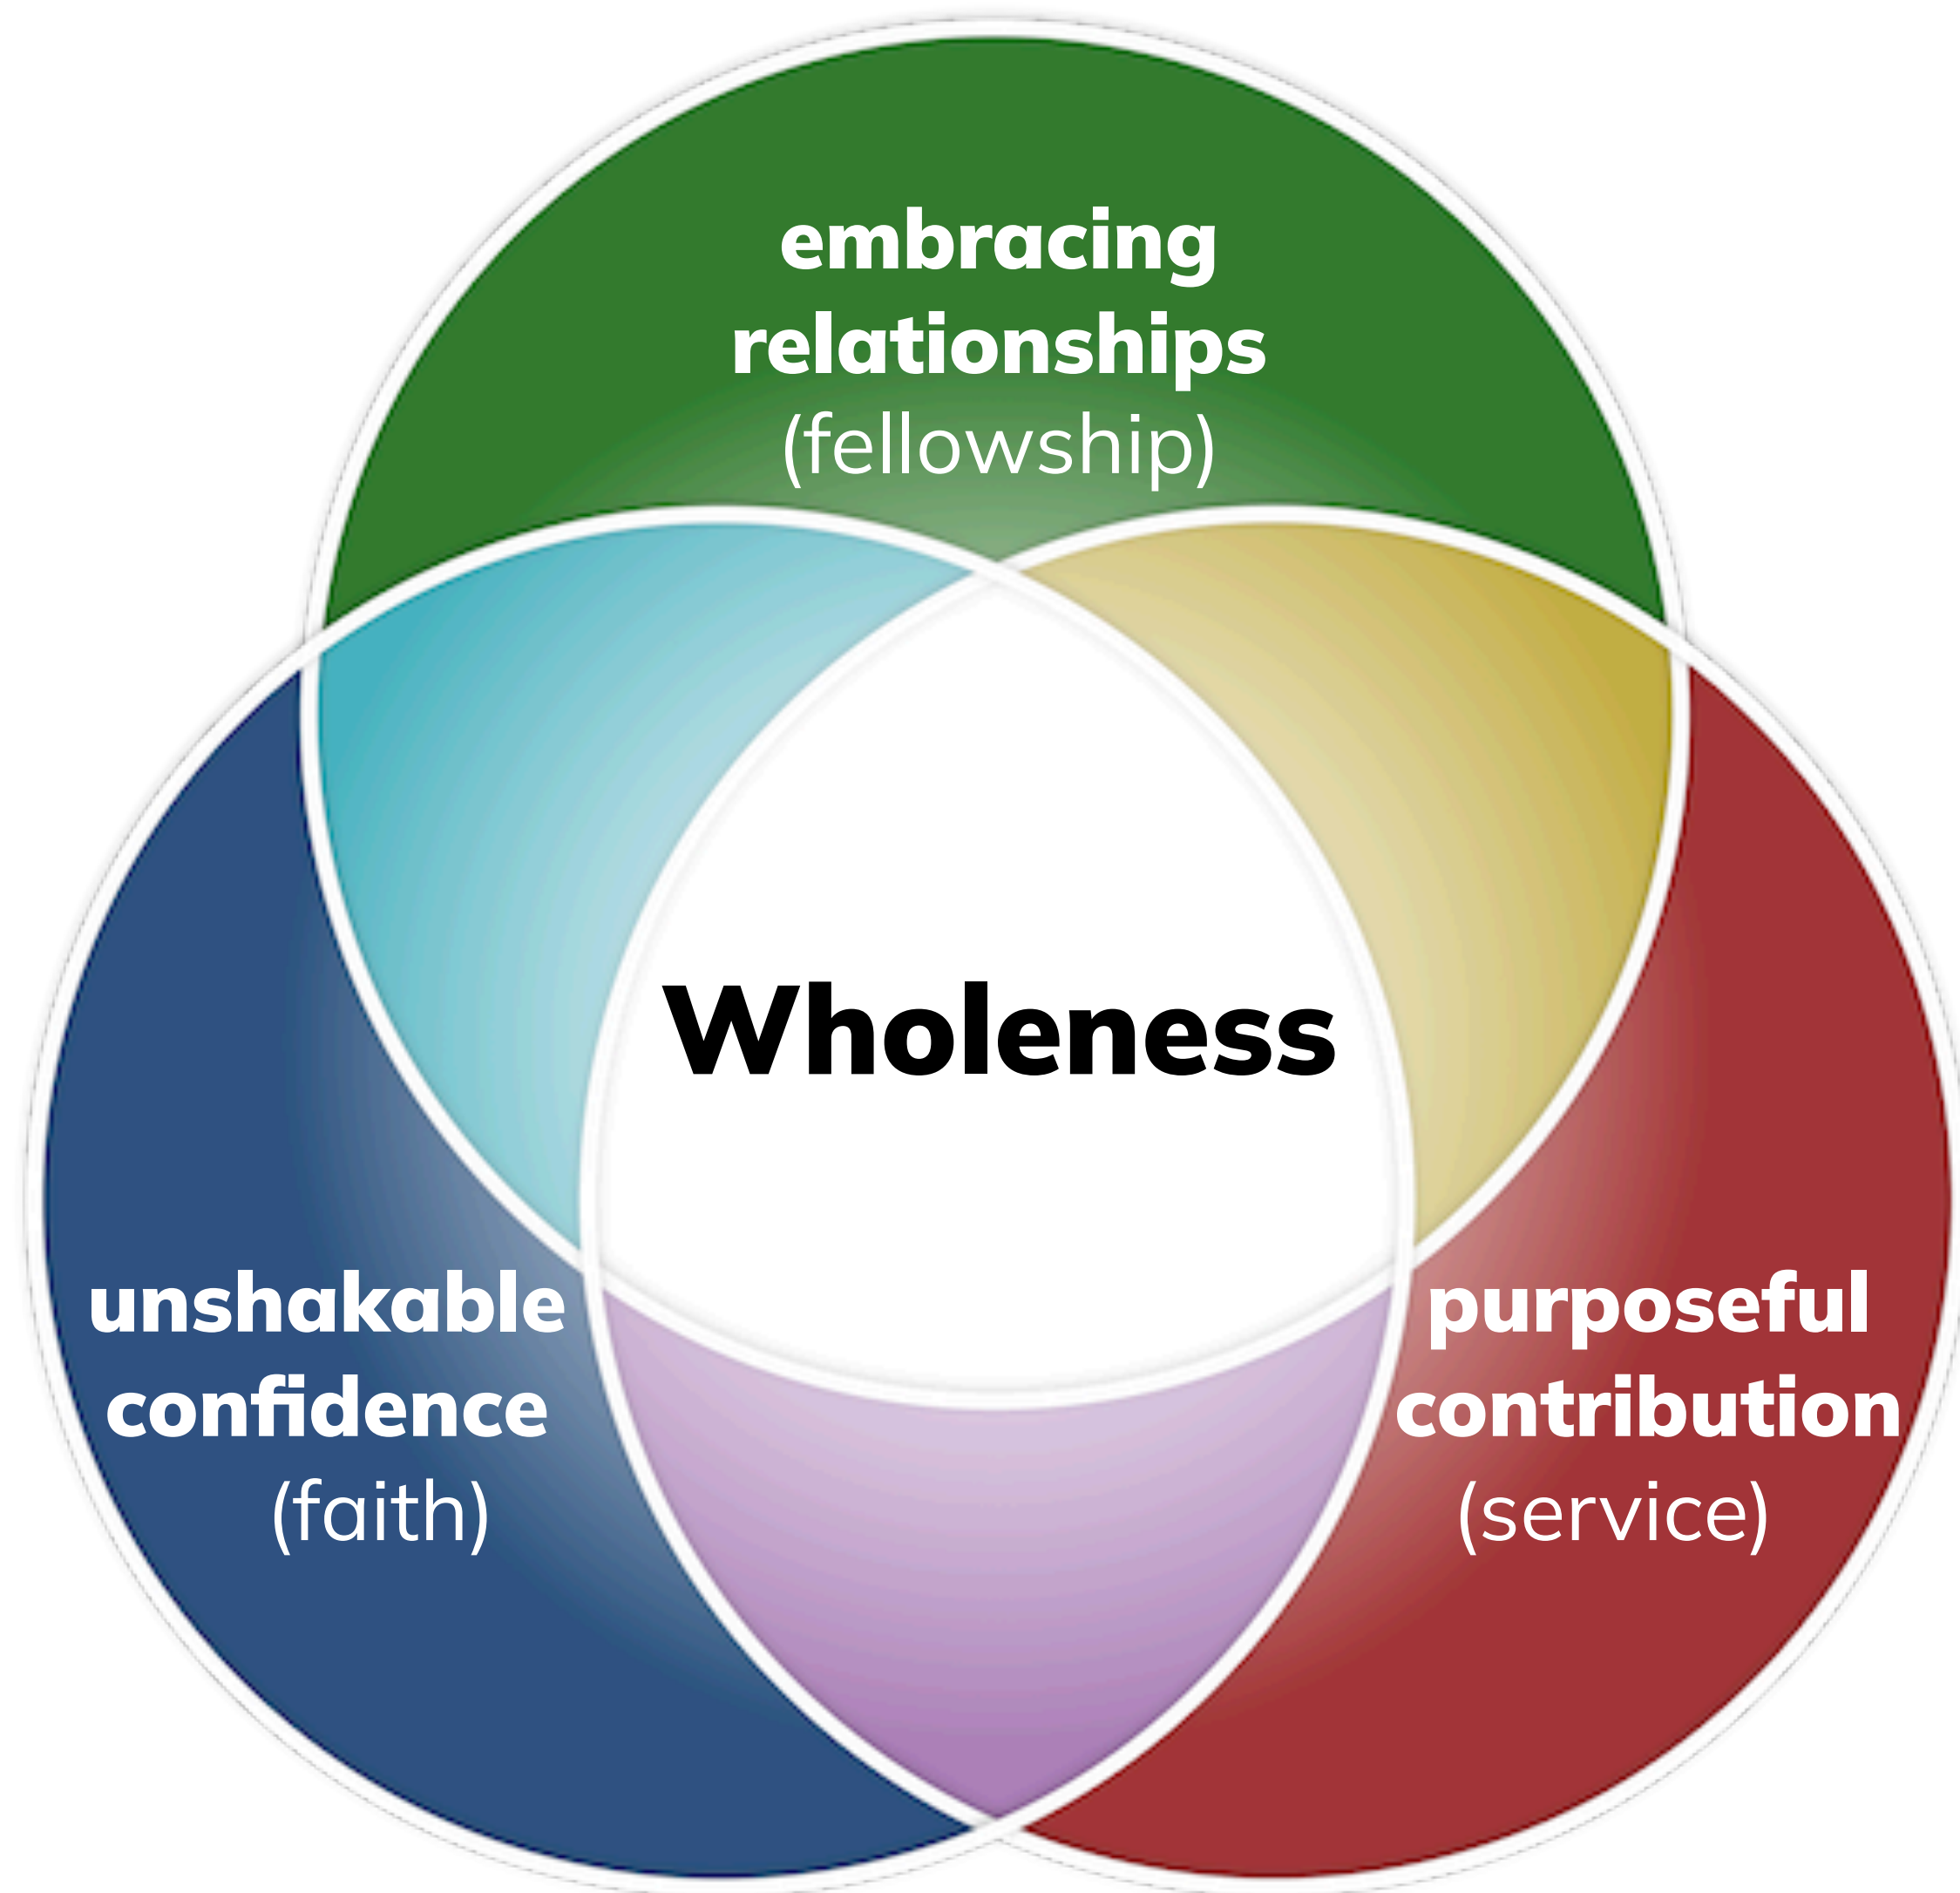 embracing
relationships
(fellowship)
Wholeness
unshakable
confidence
(faith)
purposeful
contribution
(service)